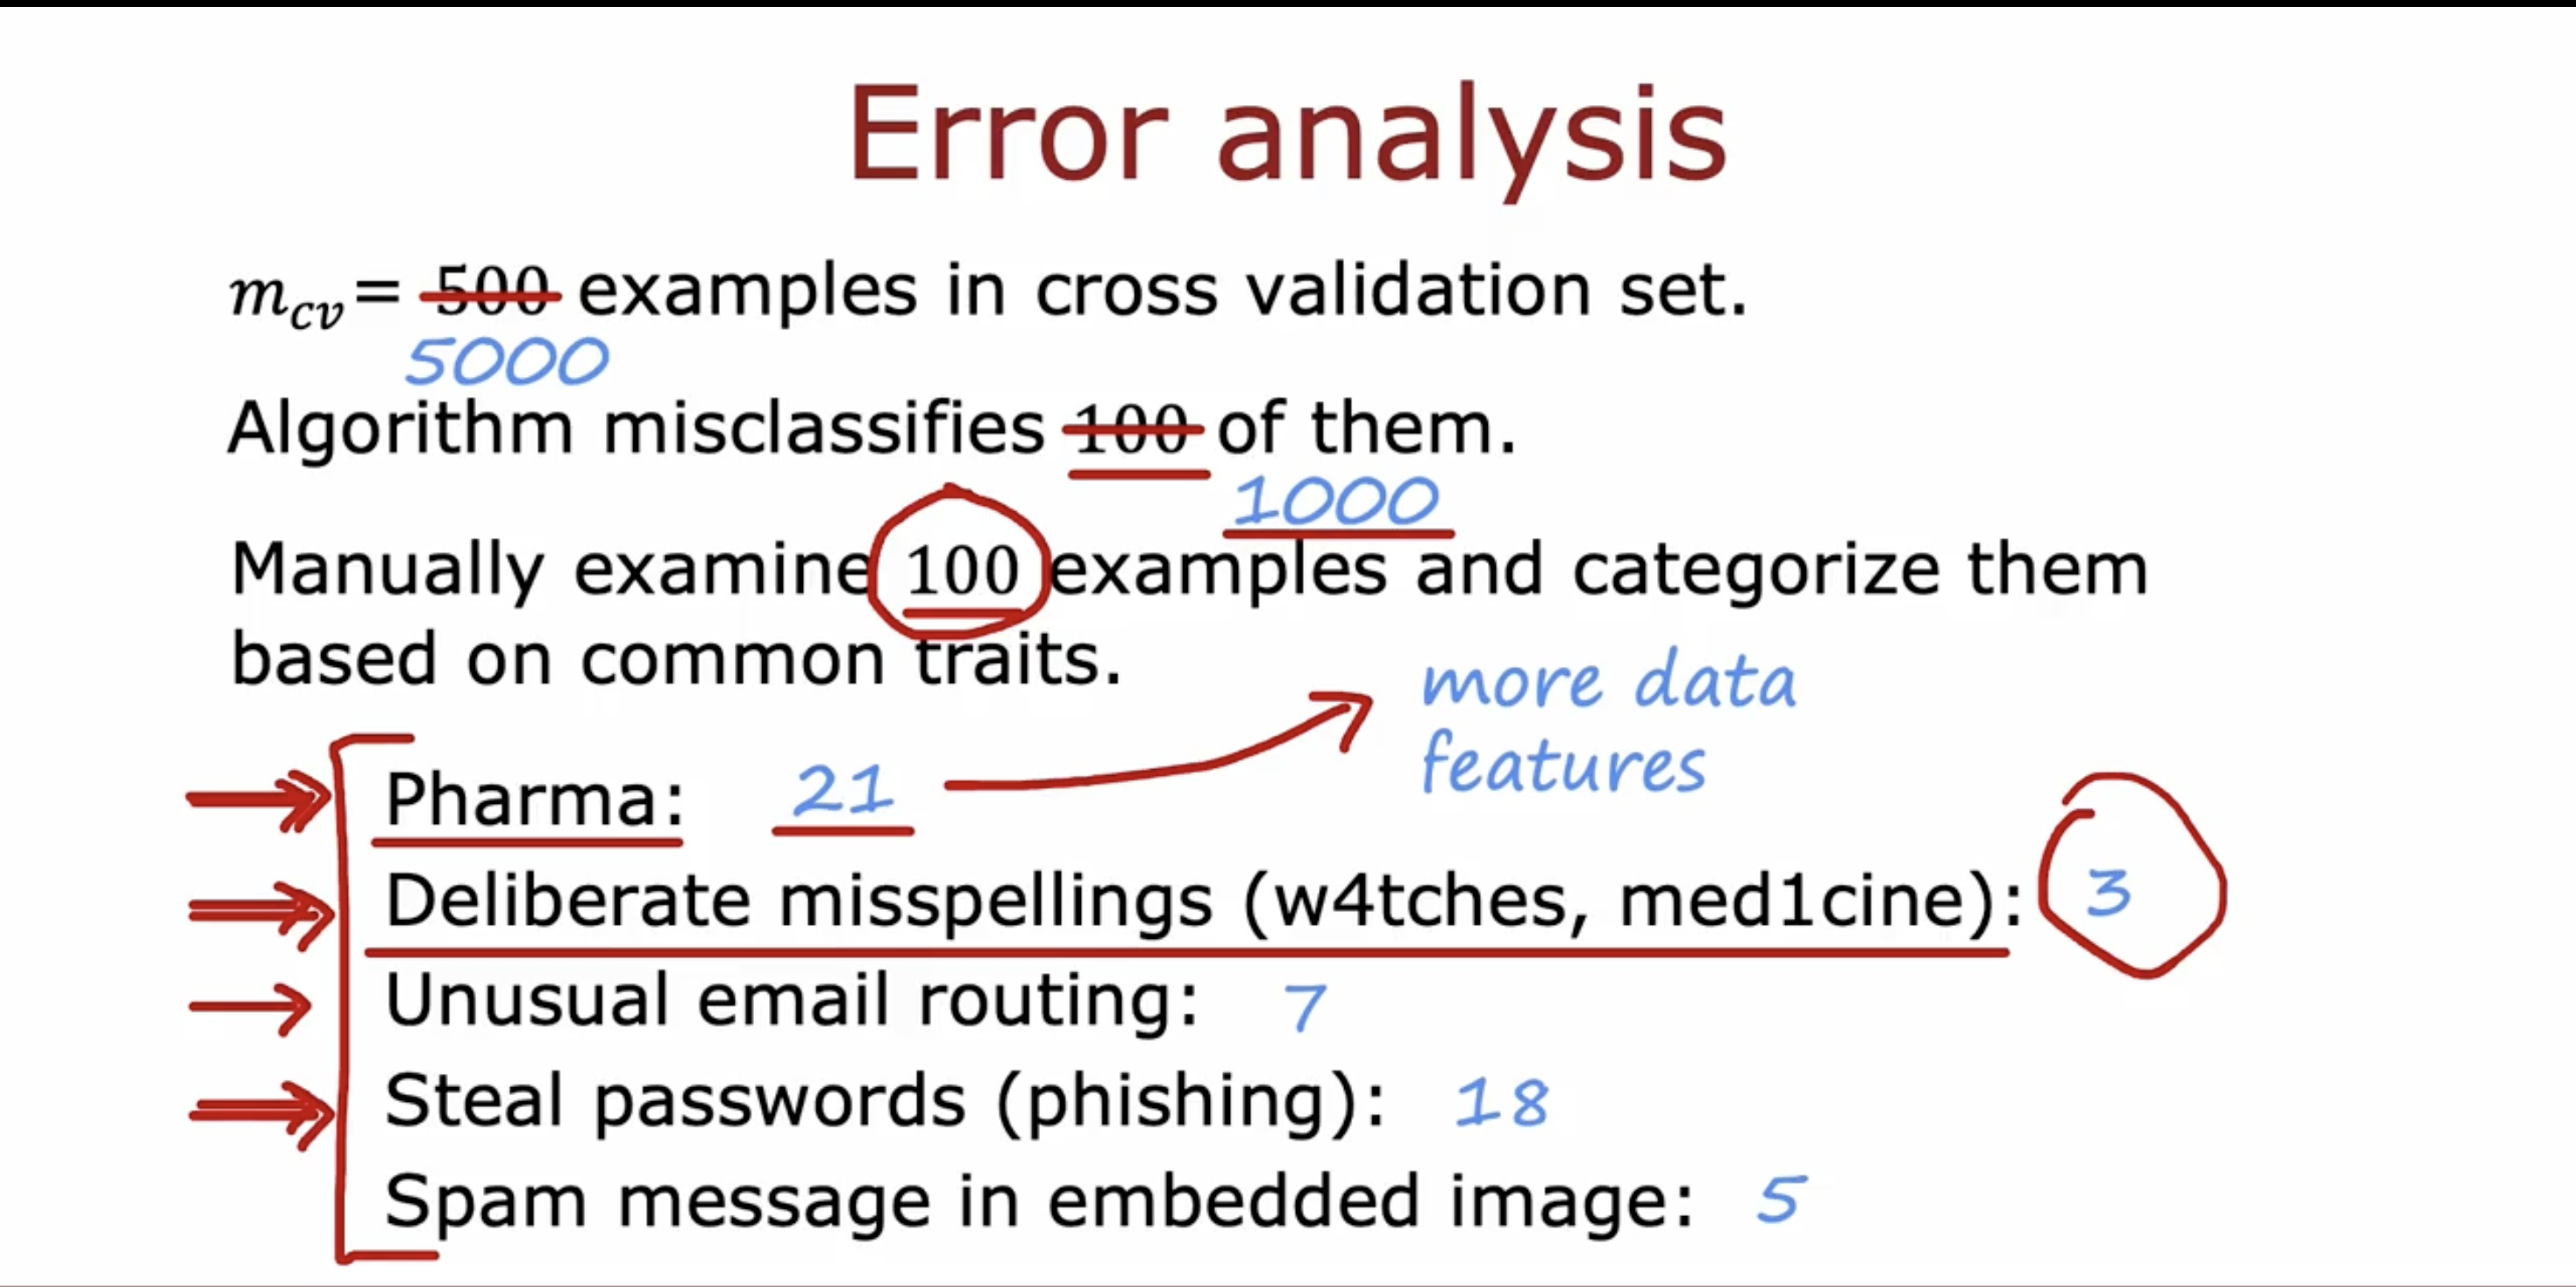 Error analysis
m_cv = 500 examples in cross validation set.
5000
Algorithm misclassifies 100 of them.
1000
Manually examine 100 examples and categorize them
based on common traits.
more data
features
Pharma: 21
Deliberate misspellings (w4tches, med1cine): 3
Unusual email routing: 7
Steal passwords (phishing): 18
Spam message in embedded image: 5